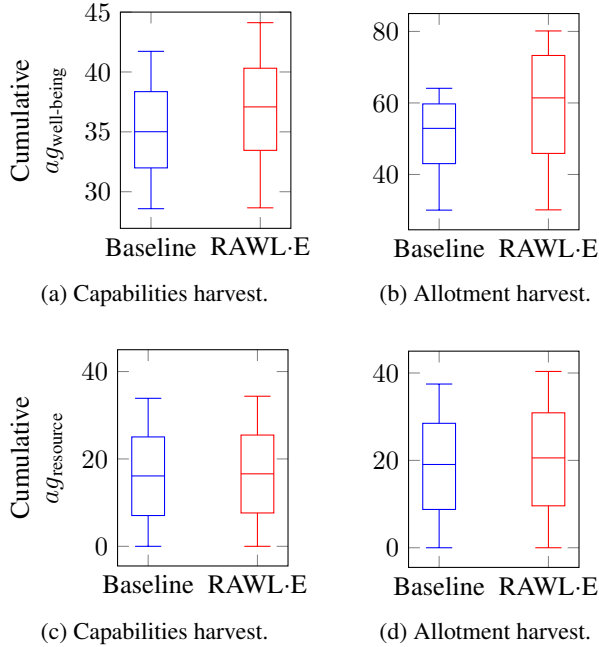 45
40
35
30
Cumulative
ag_well-being
Baseline RAWL·E
(a) Capabilities harvest.
80
60
40
Baseline RAWL·E
(b) Allotment harvest.
40
20
0
Cumulative
ag_resource
Baseline RAWL·E
(c) Capabilities harvest.
40
20
0
Baseline RAWL·E
(d) Allotment harvest.